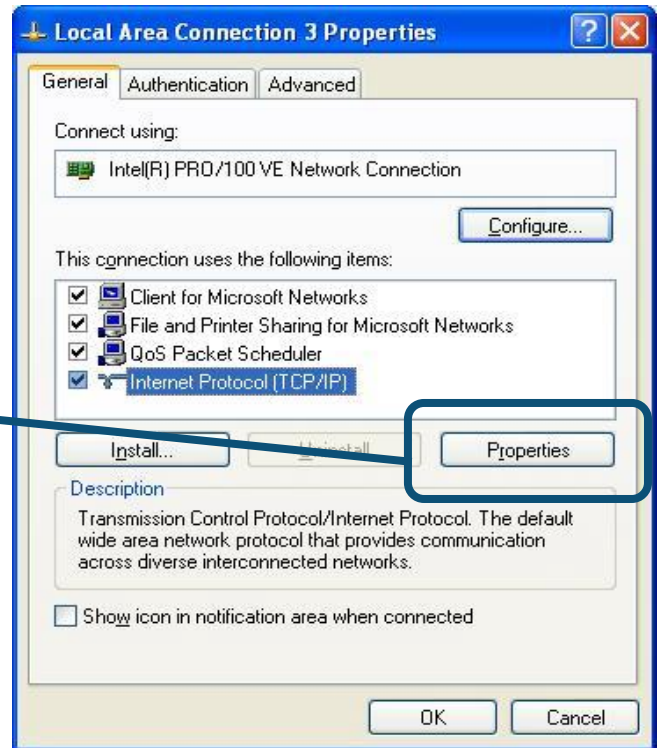 Local Area Connection 3 Properties
General Authentication Advanced
Connect using:
Intel(R) PRO/100 VE Network Connection
Configure...
This connection uses the following items:
Client for Microsoft Networks
File and Printer Sharing for Microsoft Networks
QoS Packet Scheduler
Internet Protocol (TCP/IP)
Install... Uninstall Properties
Description
Transmission Control Protocol/Internet Protocol. The default
wide area network protocol that provides communication
across diverse interconnected networks.
Show icon in notification area when connected
OK Cancel